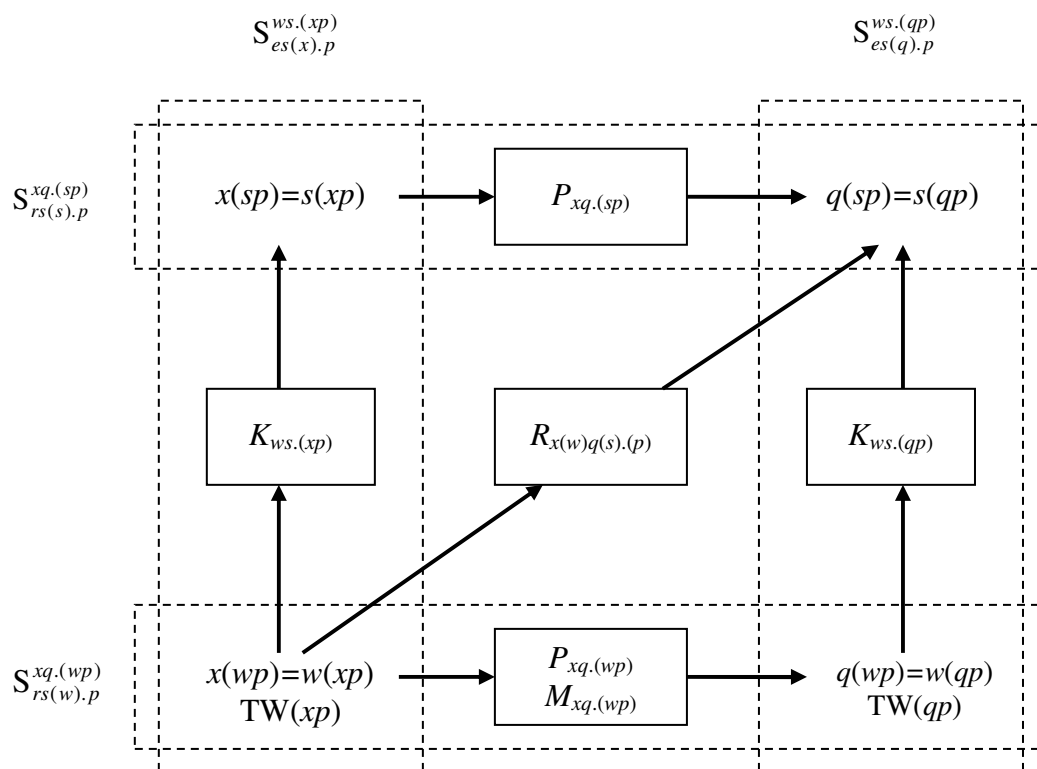 S^{ws.(xp)}_{es(x).p}
S^{ws.(qp)}_{es(q).p}
S^{xq.(sp)}_{rs(s).p}
x(sp)=s(xp)
P_{xq.(sp)}
q(sp)=s(qp)
K_{ws.(xp)}
R_{x(w)q(s).(p)}
K_{ws.(qp)}
S^{xq.(wp)}_{rs(w).p}
x(wp)=w(xp)
TW(xp)
P_{xq.(wp)}
M_{xq.(wp)}
q(wp)=w(qp)
TW(qp)